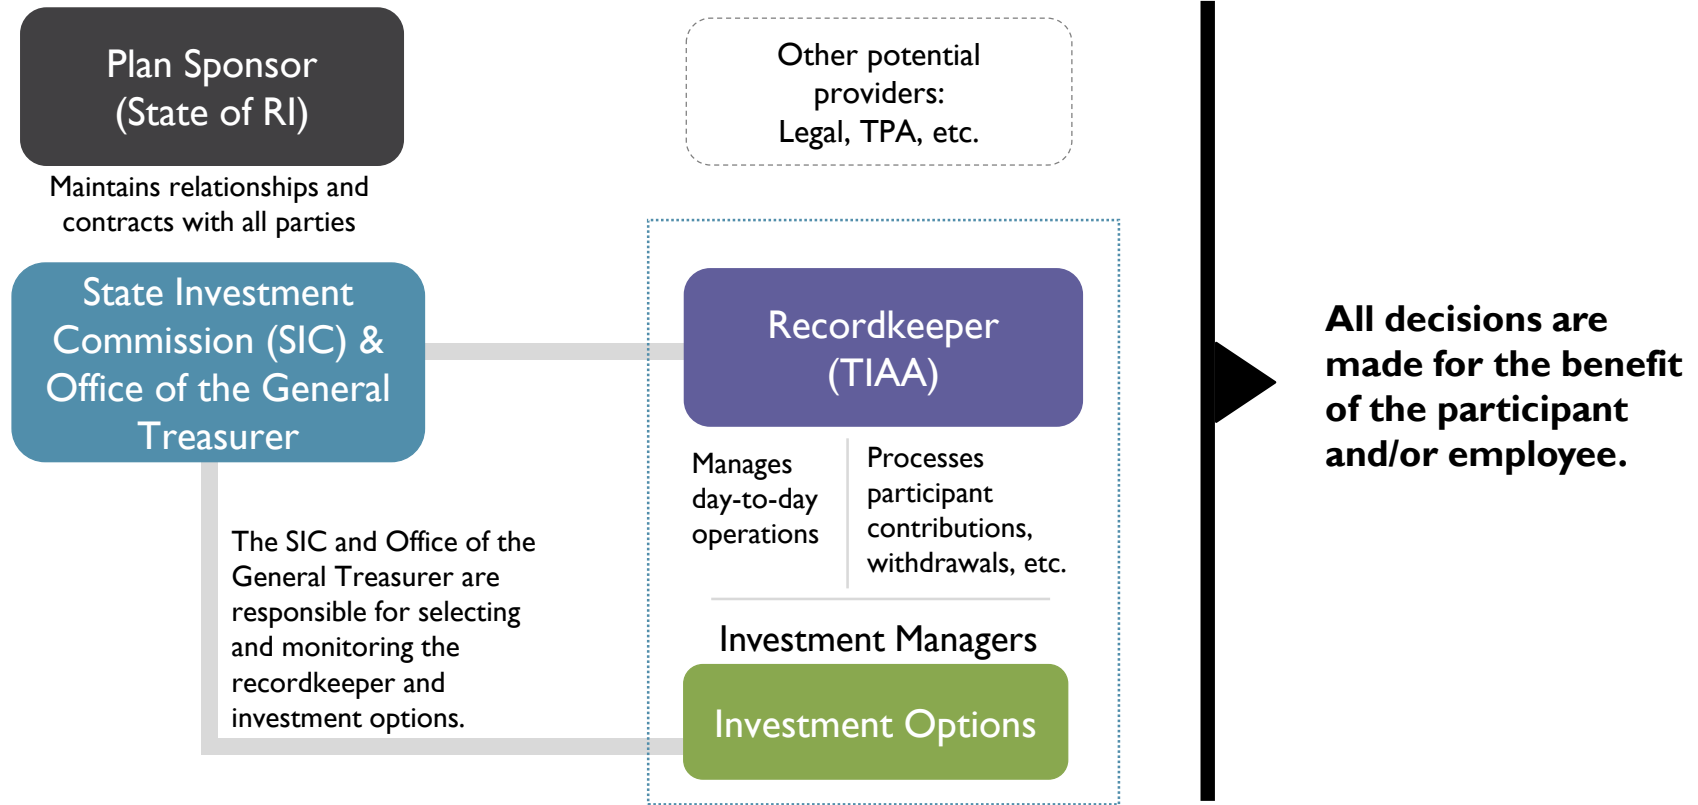 Plan Sponsor
(State of RI)
Maintains relationships and
contracts with all parties
Other potential
providers:
Legal, TPA, etc.
State Investment
Commission (SIC) &
Office of the General
Treasurer
Recordkeeper
(TIAA)
Manages
day-to-day
operations
Processes
participant
contributions,
withdrawals, etc.
The SIC and Office of the
General Treasurer are
responsible for selecting
and monitoring the
recordkeeper and
investment options.
Investment Managers
Investment Options
All decisions are
made for the benefit
of the participant
and/or employee.